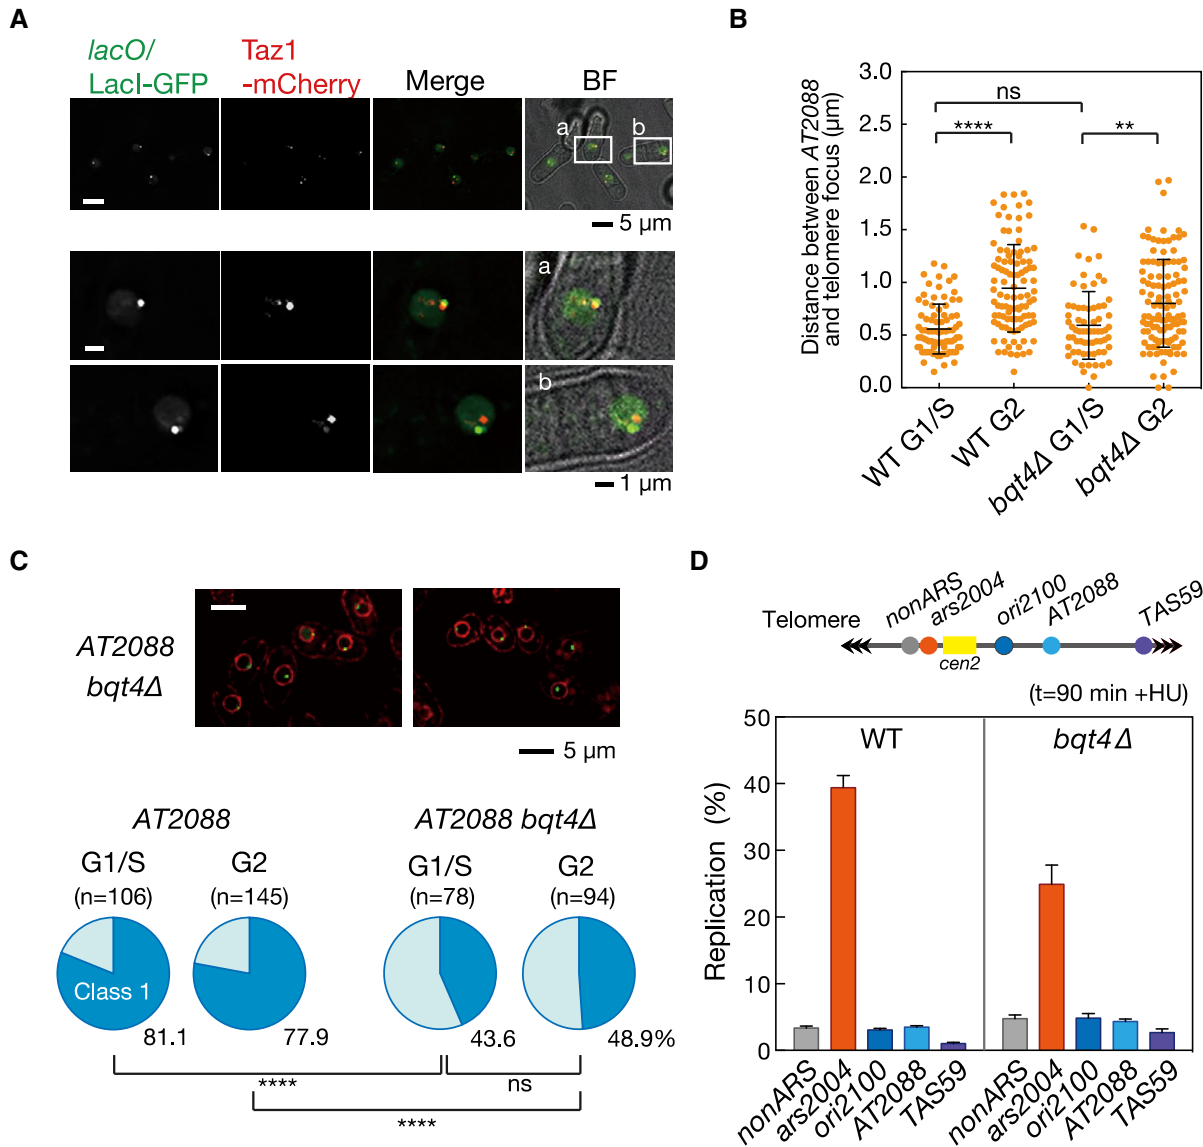 A
lacO/
LacI-GFP
Taz1
-mCherry
Merge
BF
a
b
5 µm
a
b
1 µm
B
Distance between AT2088
and telomere focus (µm)
3.0
2.5
2.0
1.5
1.0
0.5
0.0
ns
****
**
WT G1/S
WT G2
bqt4Δ G1/S
bqt4Δ G2
C
AT2088
bqt4Δ
5 µm
AT2088
AT2088 bqt4Δ
G1/S
G2
G1/S
G2
(n=106)
(n=145)
(n=78)
(n=94)
Class 1
81.1
77.9
43.6
48.9%
****
ns
****
D
Telomere
nonARS
ars2004
cen2
ori2100
AT2088
TAS59
(t=90 min +HU)
Replication (%)
50
40
30
20
10
0
WT
bqt4Δ
nonARS
ars2004
ori2100
AT2088
TAS59
nonARS
ars2004
ori2100
AT2088
TAS59